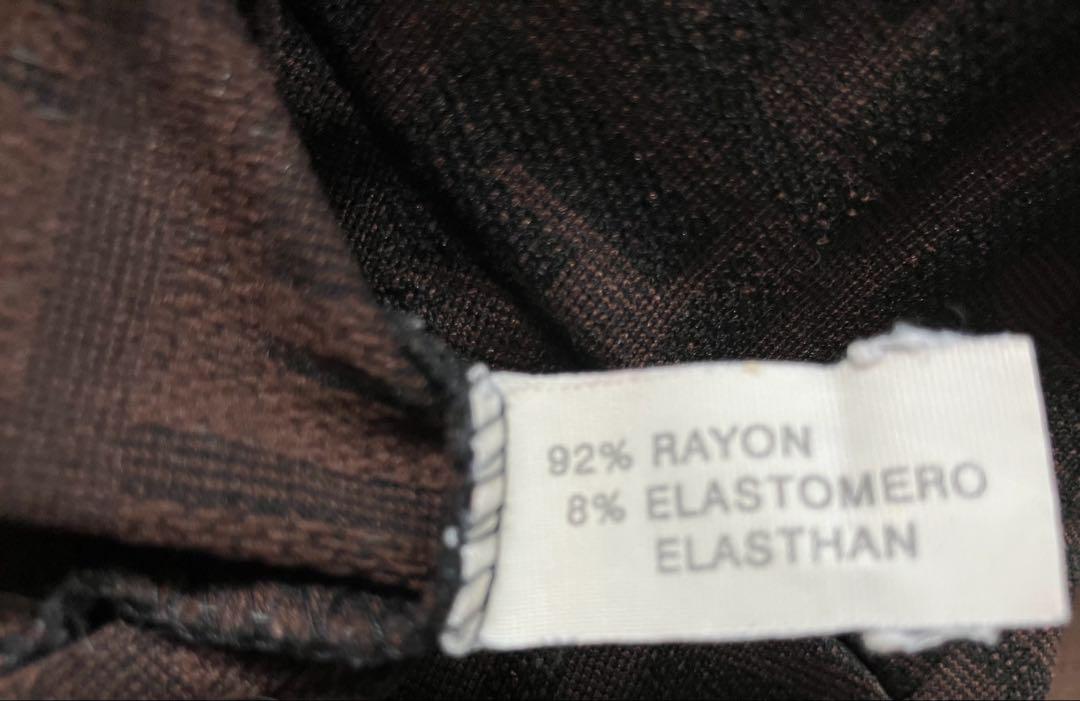 92% RAYON
8% ELASTOMERO
ELASTHAN